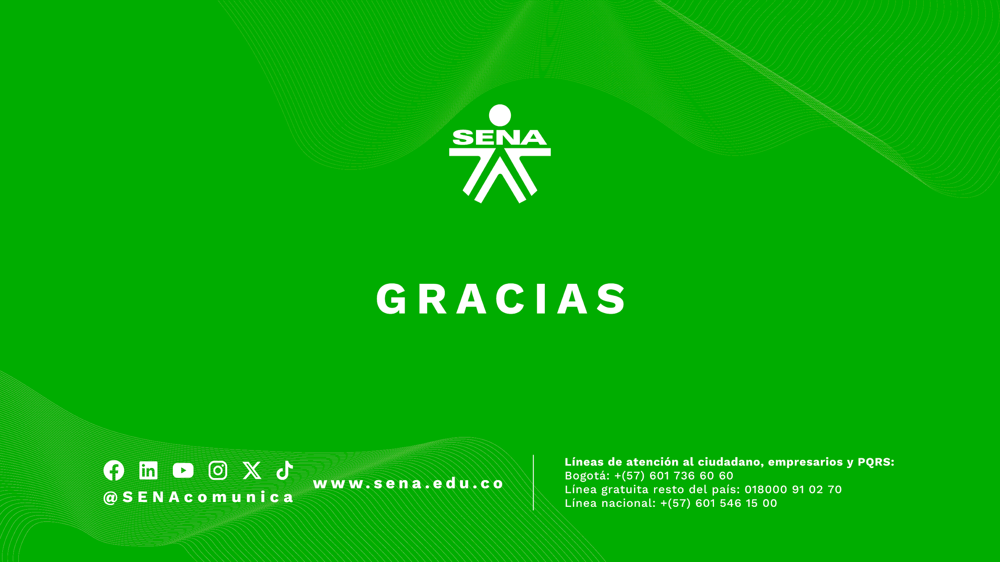 SENA
GRACIAS
@SENAcomunica
www.sena.edu.co
Líneas de atención al ciudadano, empresarios y PQRS:
Bogotá: +(57) 601 736 60 60
Línea gratuita resto del país: 018000 91 02 70
Línea nacional: +(57) 601 546 15 00